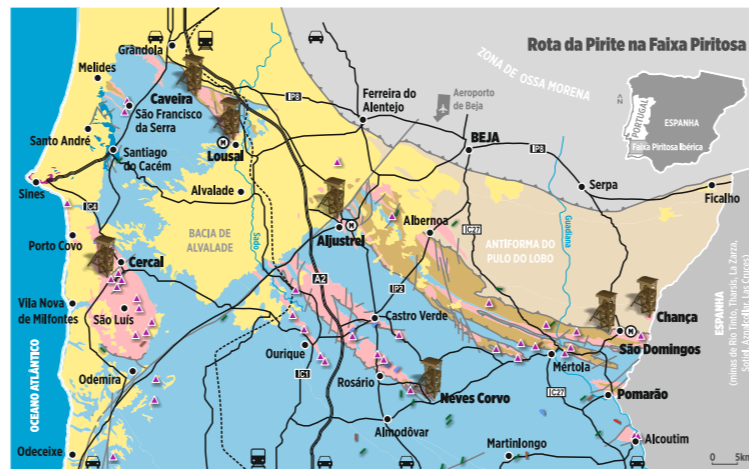 Rota da Pirite na Faixa Piritosa
ZONA DE OSSA MORENA
N
PORTUGAL
ESPANHA
Faixa Piritosa Ibérica
Grândola
Melides
Caveira
São Francisco
da Serra
IP8
Ferreira do
Alentejo
Aeroporto
de Beja
Santo André
Santiago
do Cacém
M
Lousal
BEJA
IP8
Sines
Alvalade
Serpa
Ficalho
IC4
Sado
Albernoa
IC27
Guadiana
Porto Covo
BACIA DE
ALVALADE
Aljustrel
M
ANTIFORMA DO
PULO DO LOBO
Cercal
A2
IP2
Chança
Vila Nova
de Milfontes
São Luís
Castro Verde
M
São Domingos
Ourique
Mértola
OCEANO ATLÂNTICO
Odemira
IC1
Rosário
Neves Corvo
IC27
Pomarão
Almodôvar
Alcoutim
Odeceixe
Martinlongo
ESPANHA
(minas de Rio Tinto, Tharsis, La Zarza,
Sotiel, Aznalcóllar, Las Cruces)
0 5km